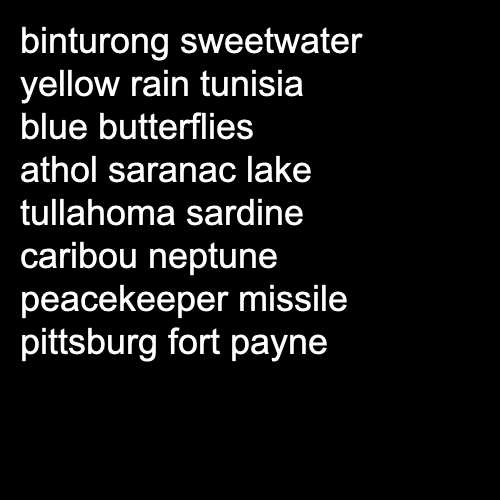 binturong sweetwater
yellow rain tunisia
blue butterflies
athol saranac lake
tullahoma sardine
caribou neptune
peacekeeper missile
pittsburg fort payne